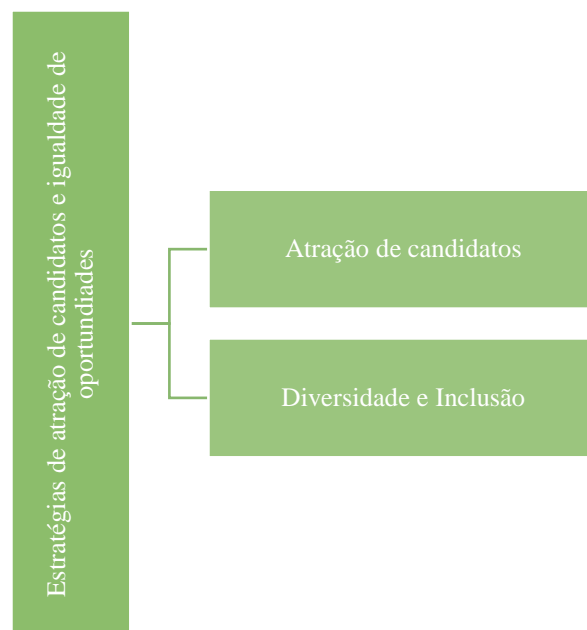 Estratégias de atração de candidatos e igualdade de
oportundiades
Atração de candidatos
Diversidade e Inclusão